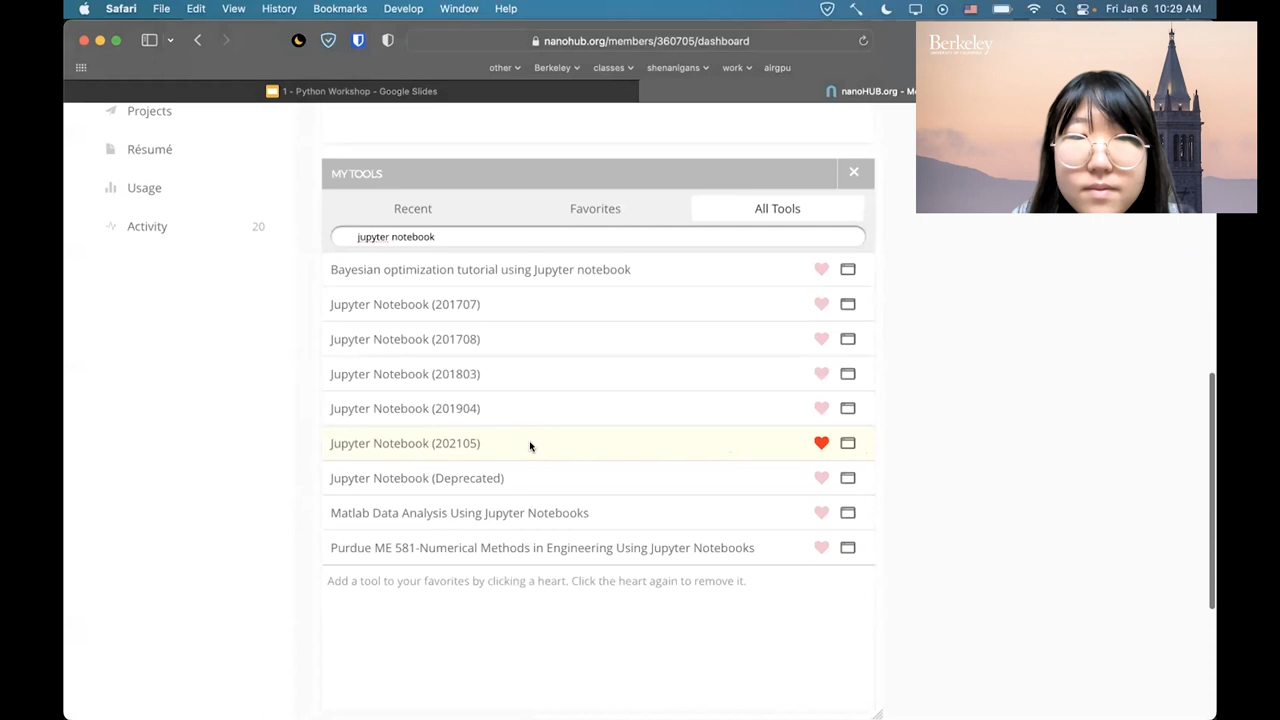 Safari File Edit View History Bookmarks Develop Window Help Fri Jan 6 10:29 AM
nanohub.org/members/360705/dashboard
other Berkeley classes shenanigans work airgpu
1 - Python Workshop - Google Slides
nanoHUB.org - M
Berkeley
Projects
Résumé
Usage
Activity 20
MY TOOLS
Recent Favorites All Tools
jupyter notebook
Bayesian optimization tutorial using Jupyter notebook
Jupyter Notebook (201707)
Jupyter Notebook (201708)
Jupyter Notebook (201803)
Jupyter Notebook (201904)
Jupyter Notebook (202105)
Jupyter Notebook (Deprecated)
Matlab Data Analysis Using Jupyter Notebooks
Purdue ME 581-Numerical Methods in Engineering Using Jupyter Notebooks
Add a tool to your favorites by clicking a heart. Click the heart again to remove it.